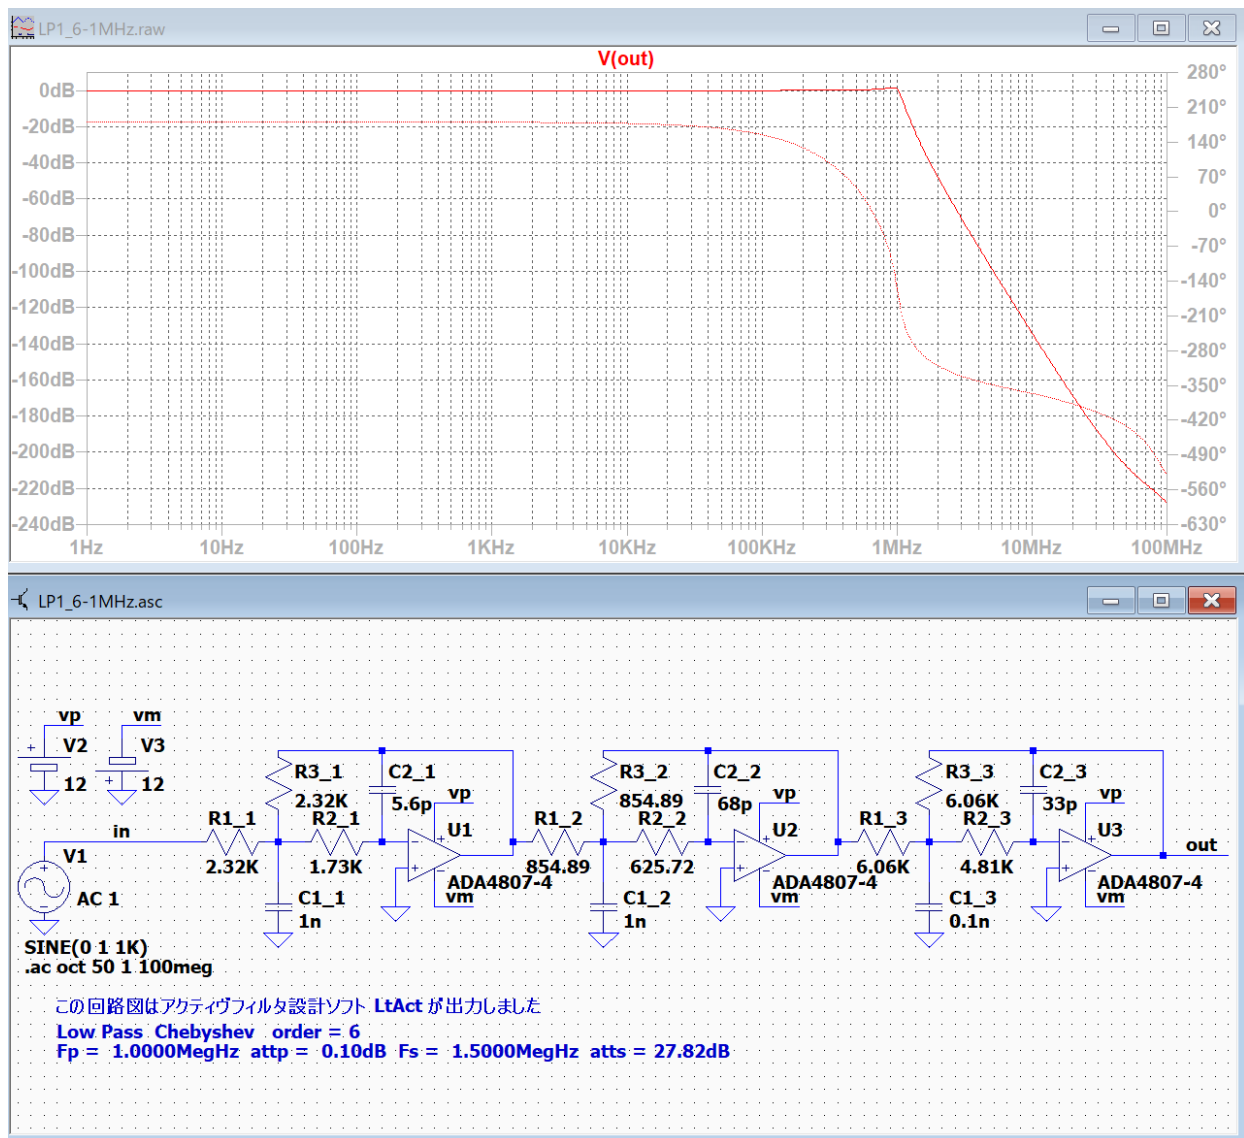 LP1_6-1MHz.raw
V(out)
0dB
-20dB
-40dB
-60dB
-80dB
-100dB
-120dB
-140dB
-160dB
-180dB
-200dB
-220dB
-240dB
280°
210°
140°
70°
0°
-70°
-140°
-210°
-280°
-350°
-420°
-490°
-560°
-630°
1Hz 10Hz 100Hz 1KHz 10KHz 100KHz 1MHz 10MHz 100MHz
LP1_6-1MHz.asc
vp vm
V2 V3
12 12
in
V1
AC 1
SINE(0 1 1K)
.ac oct 50 1 100meg
R1_1
2.32K
R3_1
2.32K
R2_1
1.73K
C2_1
5.6p
C1_1
1n
vp
U1
ADA4807-4
vm
R1_2
854.89
R3_2
854.89
R2_2
625.72
C2_2
68p
C1_2
1n
vp
U2
ADA4807-4
vm
R1_3
6.06K
R3_3
6.06K
R2_3
4.81K
C2_3
33p
C1_3
0.1n
vp
U3
ADA4807-4
vm
out
この回路図はアクティヴフィルタ設計ソフト LtAct が出力しました
Low Pass Chebyshev order = 6
Fp = 1.0000MegHz attp = 0.10dB Fs = 1.5000MegHz atts = 27.82dB